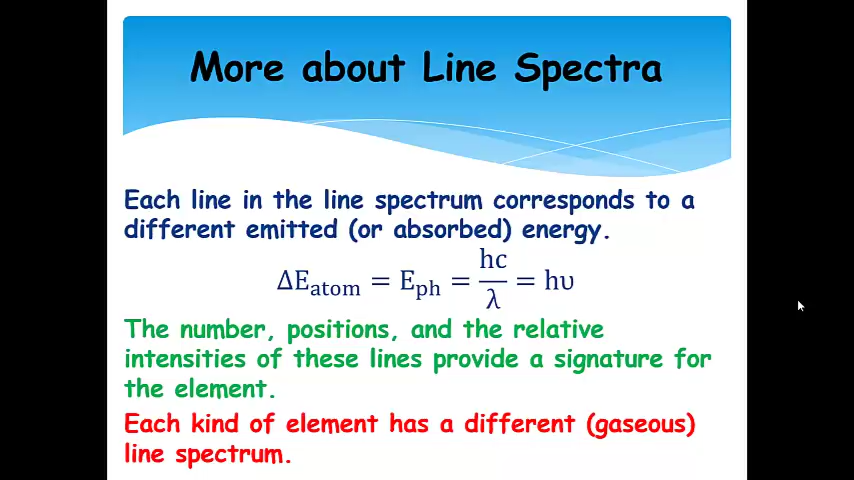 More about Line Spectra
Each line in the line spectrum corresponds to a
different emitted (or absorbed) energy.
ΔE_atom = E_ph = hc/λ = hυ
The number, positions, and the relative
intensities of these lines provide a signature for
the element.
Each kind of element has a different (gaseous)
line spectrum.